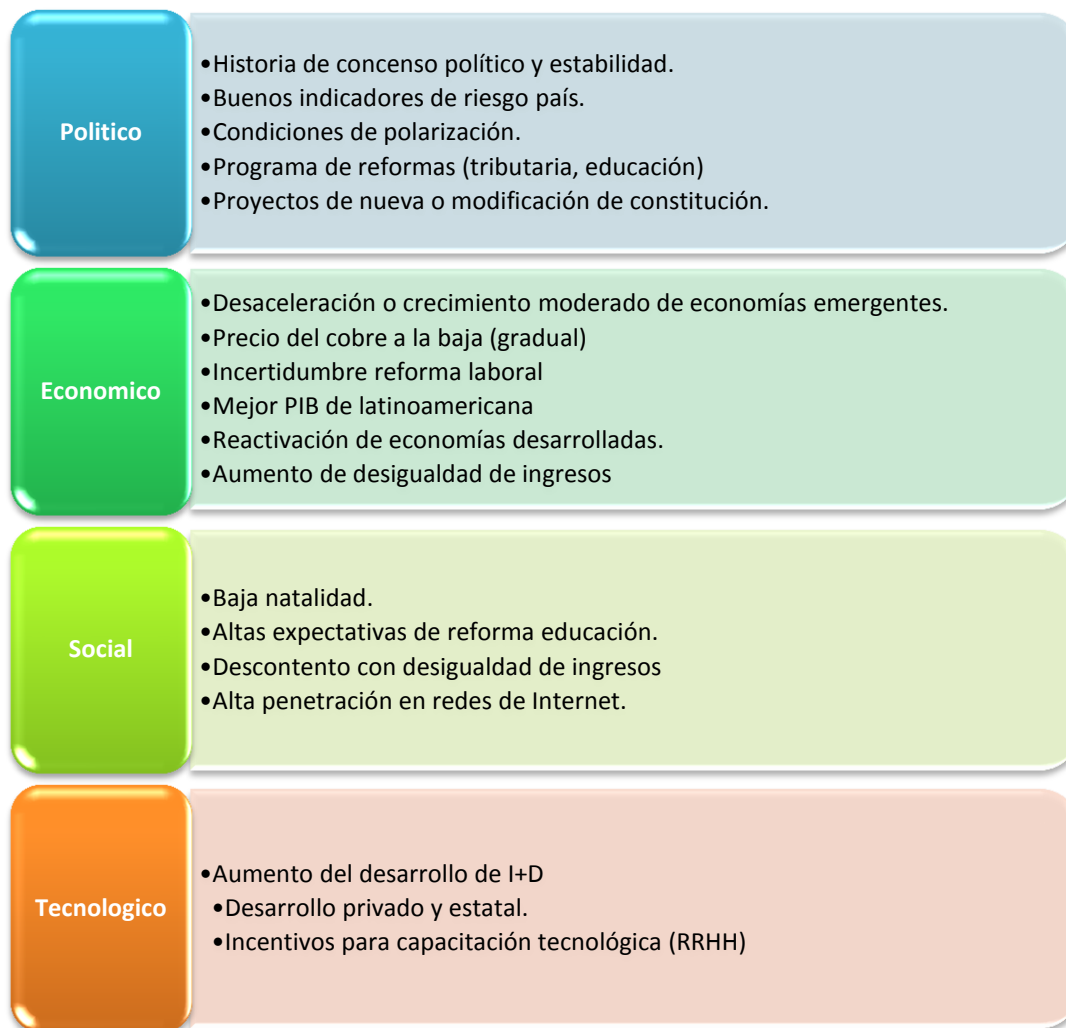 Politico
•Historia de concenso político y estabilidad.
•Buenos indicadores de riesgo país.
•Condiciones de polarización.
•Programa de reformas (tributaria, educación)
•Proyectos de nueva o modificación de constitución.
Economico
•Desaceleración o crecimiento moderado de economías emergentes.
•Precio del cobre a la baja (gradual)
•Incertidumbre reforma laboral
•Mejor PIB de latinoamericana
•Reactivación de economías desarrolladas.
•Aumento de desigualdad de ingresos
Social
•Baja natalidad.
•Altas expectativas de reforma educación.
•Descontento con desigualdad de ingresos
•Alta penetración en redes de Internet.
Tecnologico
•Aumento del desarrollo de I+D
•Desarrollo privado y estatal.
•Incentivos para capacitación tecnológica (RRHH)